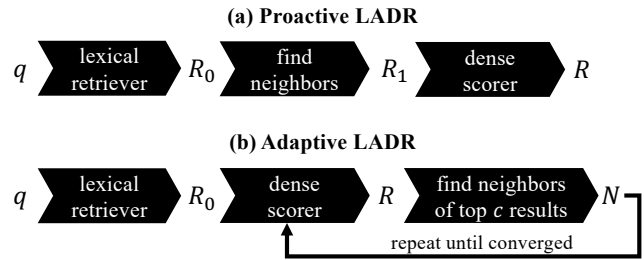 (a) Proactive LADR
q lexical retriever R₀ find neighbors R₁ dense scorer R
(b) Adaptive LADR
q lexical retriever R₀ dense scorer R find neighbors of top c results N
repeat until converged